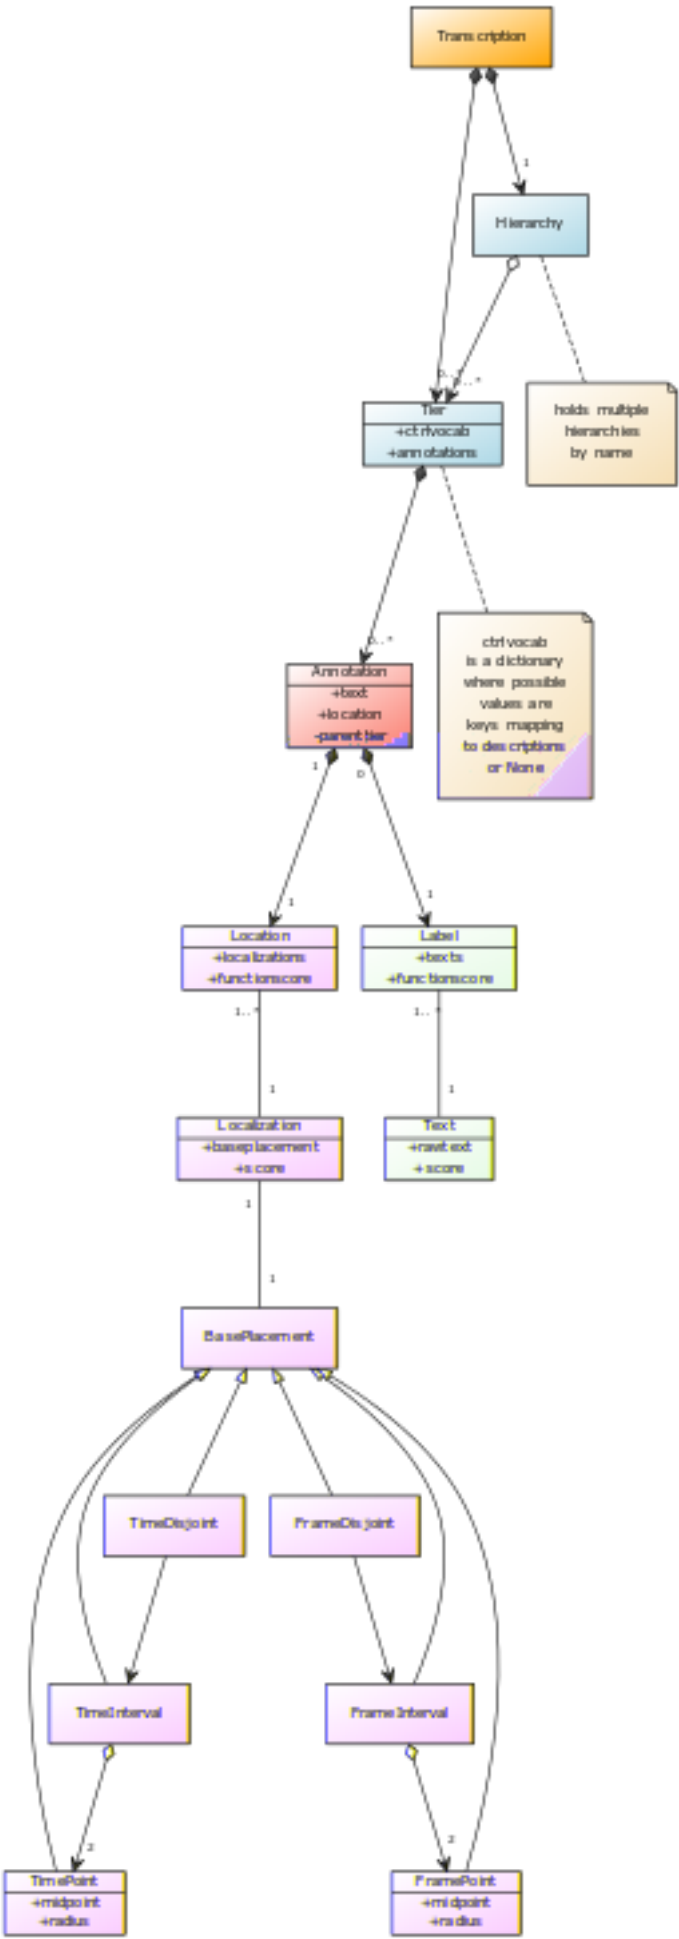 Transcription
1
Hierarchy
0..*
0..*
Tier
+ctrlvocab
+annotations
holds multiple
hierarchies
by name
0..*
Annotation
+text
+location
-parent tier
ctrlvocab
is a dictionary
where possible
values are
keys mapping
to descriptions
or None
1
0
1
1
Location
+localizations
+functionscore
Label
+texts
+functionscore
1..*
1..*
1
1
Localization
+baseplacement
+score
Text
+rawtext
+score
1
1
BasePlacement
TimeDisjoint
FrameDisjoint
TimeInterval
FrameInterval
2
2
TimePoint
+midpoint
+radius
FramePoint
+midpoint
+radius